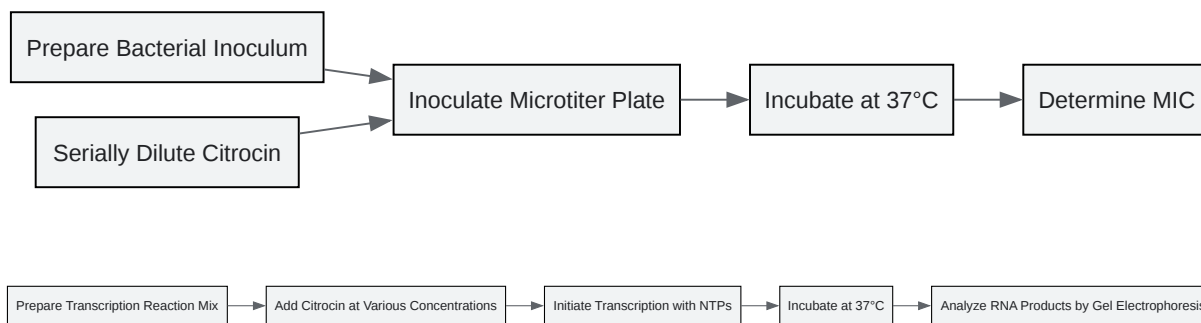 Prepare Bacterial Inoculum
Serially Dilute Citrocin
Inoculate Microtiter Plate
Incubate at 37°C
Determine MIC
Prepare Transcription Reaction Mix
Add Citrocin at Various Concentrations
Initiate Transcription with NTPs
Incubate at 37°C
Analyze RNA Products by Gel Electrophoresis